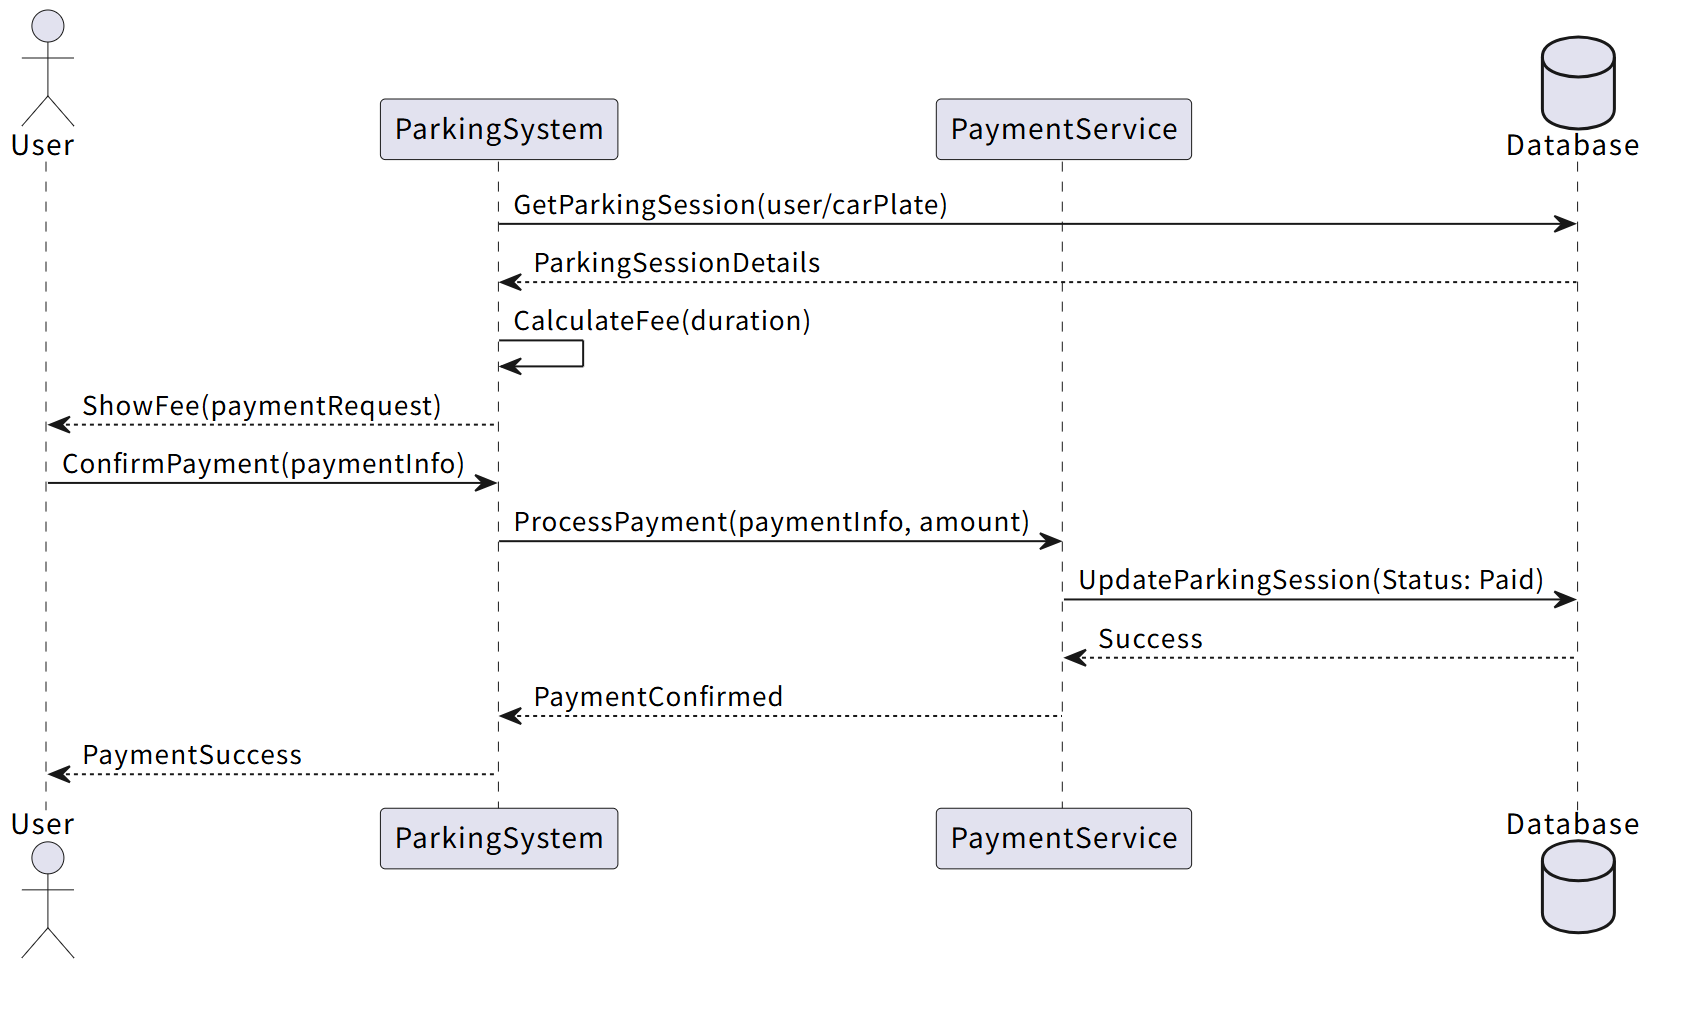 User
ParkingSystem
PaymentService
Database
GetParkingSession(user/carPlate)
ParkingSessionDetails
CalculateFee(duration)
ShowFee(paymentRequest)
ConfirmPayment(paymentInfo)
ProcessPayment(paymentInfo, amount)
UpdateParkingSession(Status: Paid)
Success
PaymentConfirmed
PaymentSuccess
User
ParkingSystem
PaymentService
Database